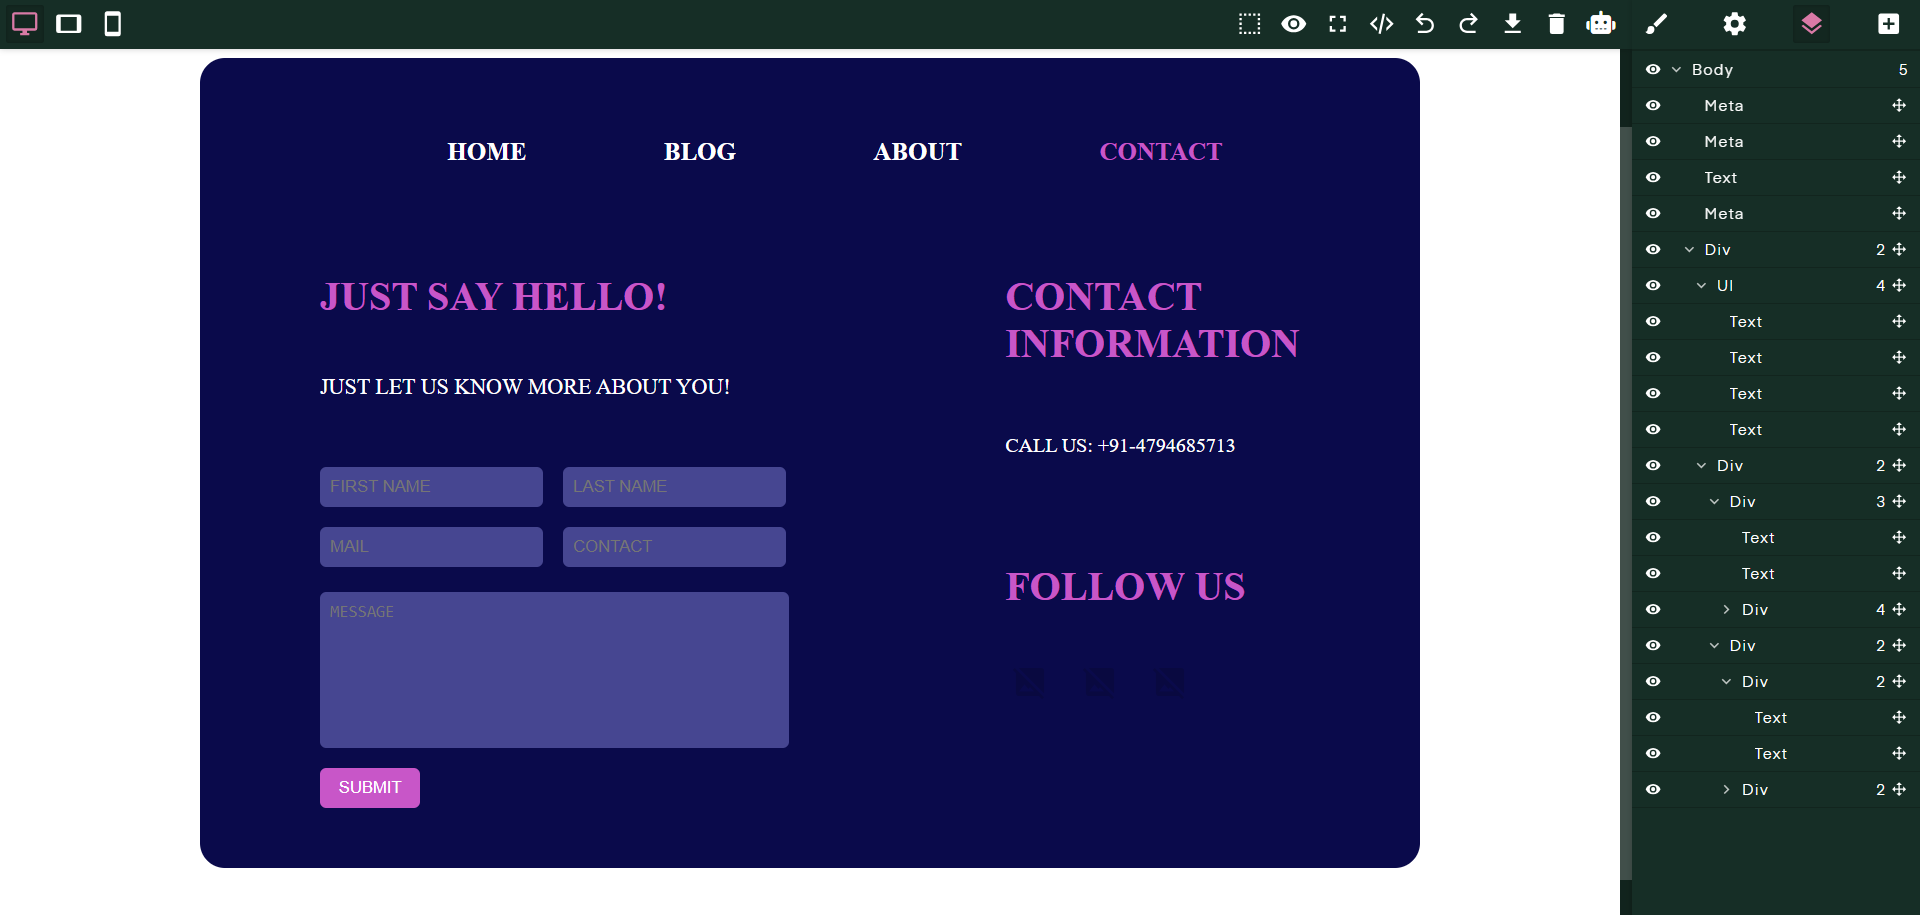 HOME BLOG ABOUT CONTACT
JUST SAY HELLO!
JUST LET US KNOW MORE ABOUT YOU!
FIRST NAME LAST NAME
MAIL CONTACT
MESSAGE
SUBMIT
CONTACT
INFORMATION
CALL US: +91-4794685713
FOLLOW US
Body 5
Meta
Meta
Text
Meta
Div 2
Ul 4
Text
Text
Text
Text
Div 2
Div 3
Text
Text
Div 4
Div 2
Div 2
Text
Text
Div 2